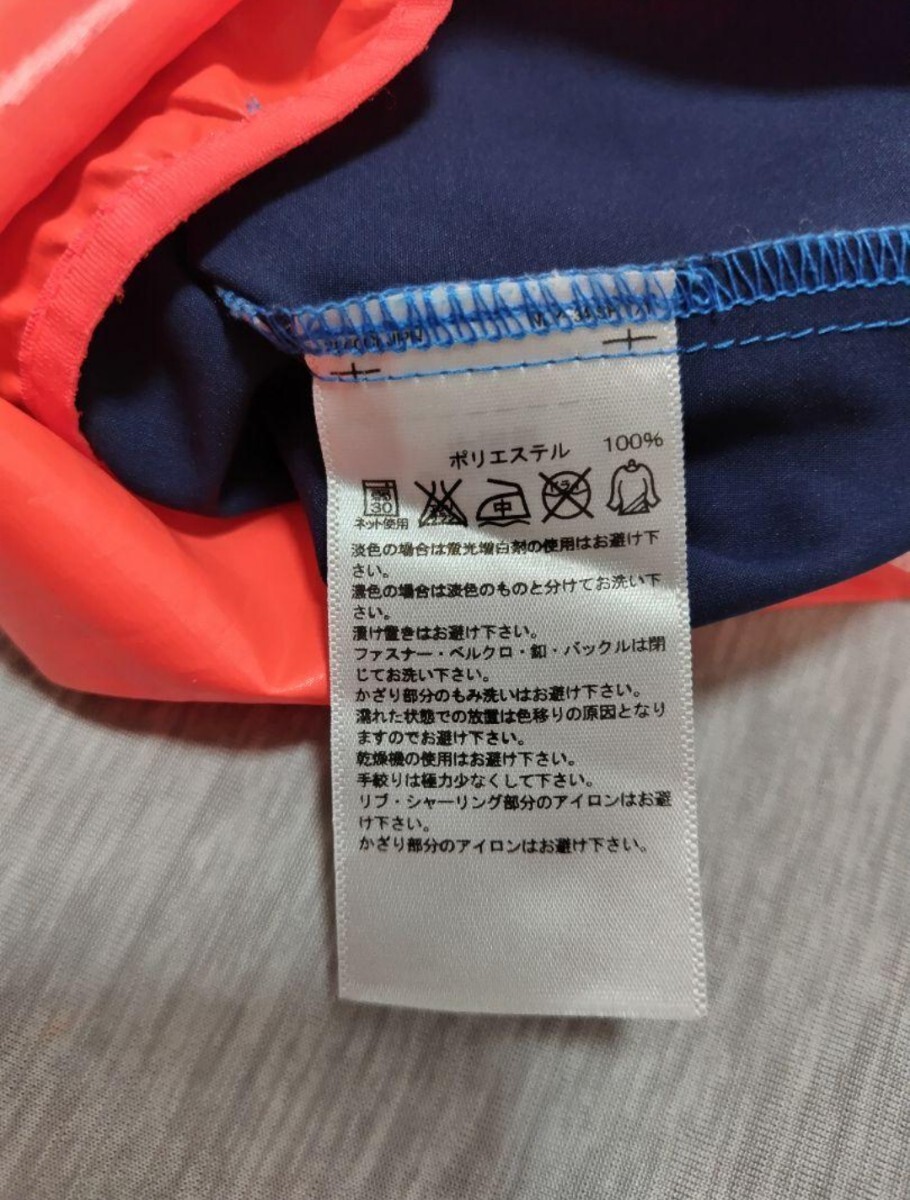 ポリエステル 100%
30 中 ドライ
ネット使用
淡色の場合は蛍光増白剤の使用はお避け下
さい。
濃色の場合は淡色のものと分けてお洗い下
さい。
漬け置きはお避け下さい。
ファスナー・ベルクロ・釦・バックルは閉
じてお洗い下さい。
かざり部分のもみ洗いはお避け下さい。
濡れた状態での放置は色移りの原因となり
ますのでお避け下さい。
乾燥機の使用はお避け下さい。
手絞りは極力少なくして下さい。
リブ・シャーリング部分のアイロンはお避
け下さい。
かざり部分のアイロンはお避け下さい。